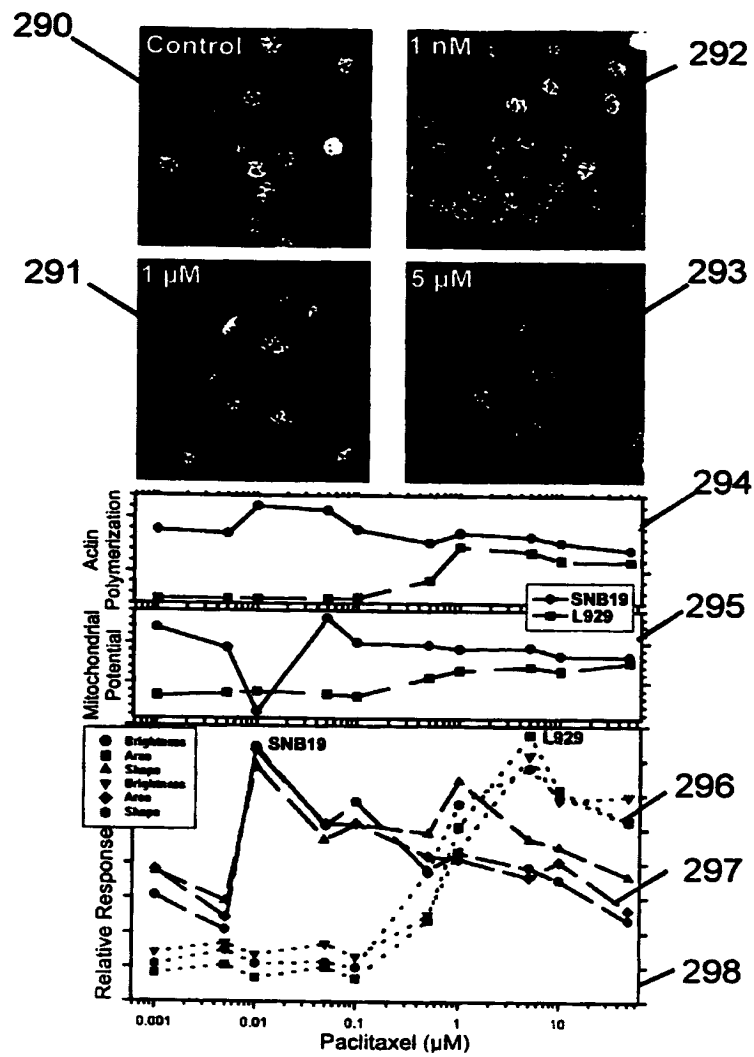 290
Control
1 nM
292
291
1 µM
5 µM
293
294
Actin
Polymerization
SNB19
L929
295
Mitochondrial
Potential
Brightness
Area
Shape
Brightness
Area
Shape
SNB19
L929
296
297
Relative Response
298
0.001
0.01
0.1
1
10
Paclitaxel (µM)